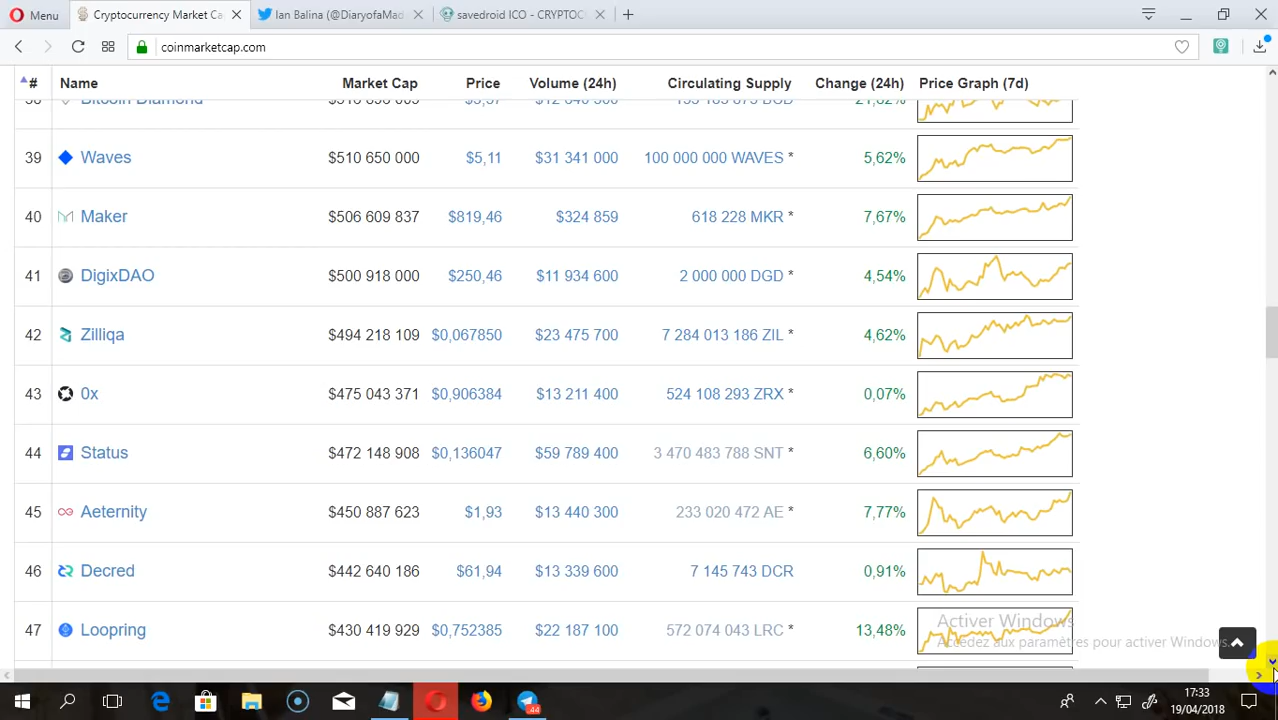 Menu
Cryptocurrency Market Ca
Ian Balina (@DiaryofaMad
savedroid ICO - CRYPTOC
coinmarketcap.com
# Name Market Cap Price Volume (24h) Circulating Supply Change (24h) Price Graph (7d)
Bitcoin Diamond
39 Waves $510 650 000 $5,11 $31 341 000 100 000 000 WAVES * 5,62%
40 Maker $506 609 837 $819,46 $324 859 618 228 MKR * 7,67%
41 DigixDAO $500 918 000 $250,46 $11 934 600 2 000 000 DGD * 4,54%
42 Zilliqa $494 218 109 $0,067850 $23 475 700 7 284 013 186 ZIL * 4,62%
43 0x $475 043 371 $0,906384 $13 211 400 524 108 293 ZRX * 0,07%
44 Status $472 148 908 $0,136047 $59 789 400 3 470 483 788 SNT * 6,60%
45 Aeternity $450 887 623 $1,93 $13 440 300 233 020 472 AE * 7,77%
46 Decred $442 640 186 $61,94 $13 339 600 7 145 743 DCR 0,91%
47 Loopring $430 419 929 $0,752385 $22 187 100 572 074 043 LRC * 13,48%
Activer Windows
Accédez aux paramètres pour activer Windows.
44
17:33
19/04/2018